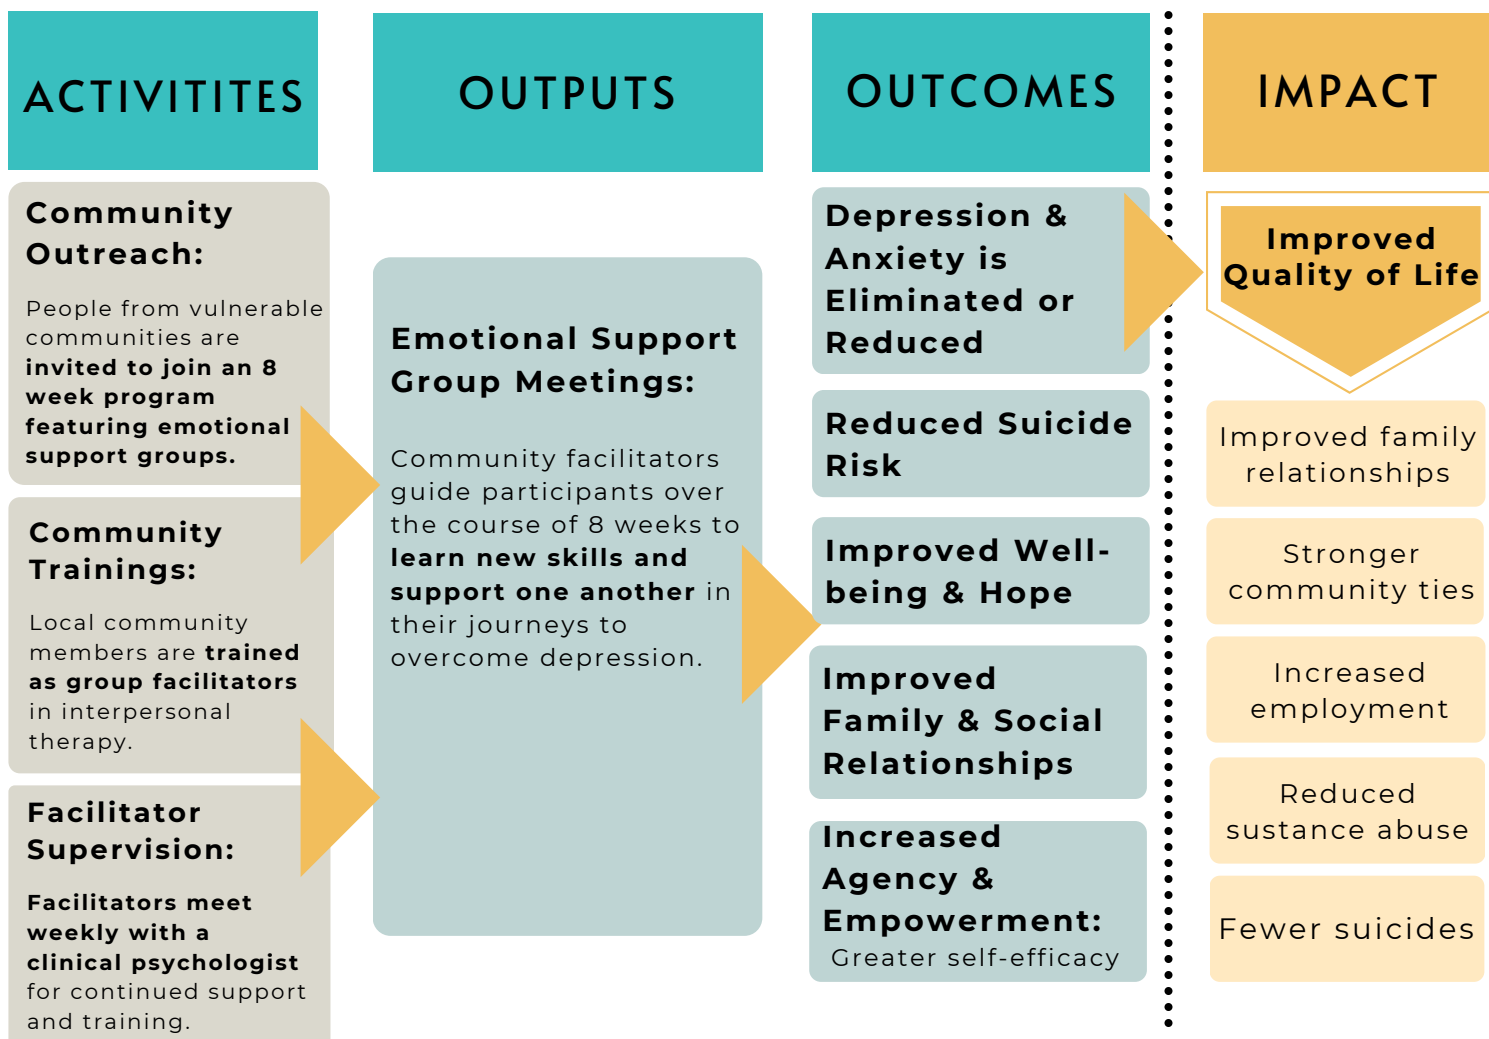 ACTIVITITES
Community
Outreach:
People from vulnerable
communities are
invited to join an 8
week program
featuring emotional
support groups.
Community
Trainings:
Local community
members are trained
as group facilitators
in interpersonal
therapy.
Facilitator
Supervision:
Facilitators meet
weekly with a
clinical psychologist
for continued support
and training.
OUTPUTS
Emotional Support
Group Meetings:
Community facilitators
guide participants over
the course of 8 weeks to
learn new skills and
support one another in
their journeys to
overcome depression.
OUTCOMES
Depression &
Anxiety is
Eliminated or
Reduced
Reduced Suicide
Risk
Improved Well-
being & Hope
Improved
Family & Social
Relationships
Increased
Agency &
Empowerment:
Greater self-efficacy
IMPACT
Improved
Quality of Life
Improved family
relationships
Stronger
community ties
Increased
employment
Reduced
sustance abuse
Fewer suicides